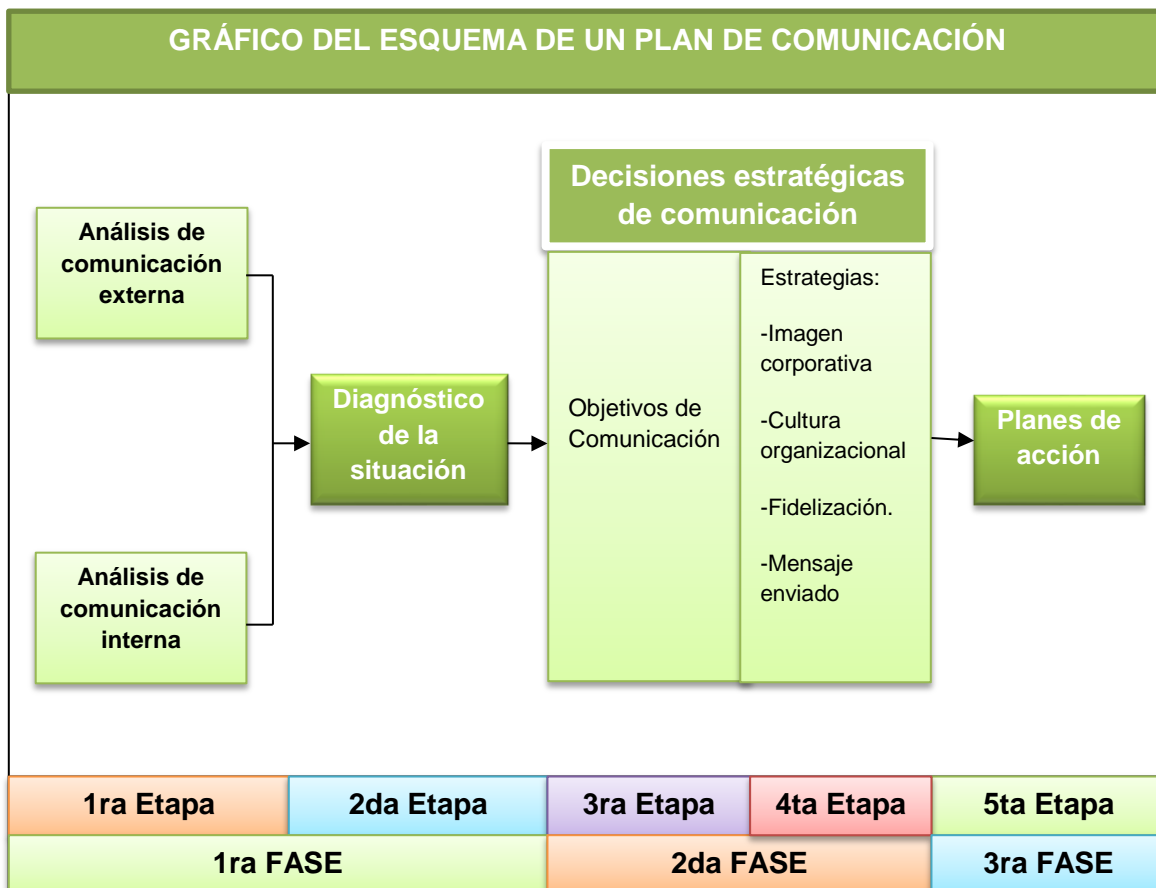 GRÁFICO DEL ESQUEMA DE UN PLAN DE COMUNICACIÓN
Decisiones estratégicas
de comunicación
Análisis de
comunicación
externa
Análisis de
comunicación
interna
Diagnóstico
de la
situación
Objetivos de
Comunicación
Estrategias:
-Imagen
corporativa
-Cultura
organizacional
-Fidelización.
-Mensaje
enviado
Planes de
acción
1ra Etapa
2da Etapa
3ra Etapa
4ta Etapa
5ta Etapa
1ra FASE
2da FASE
3ra FASE